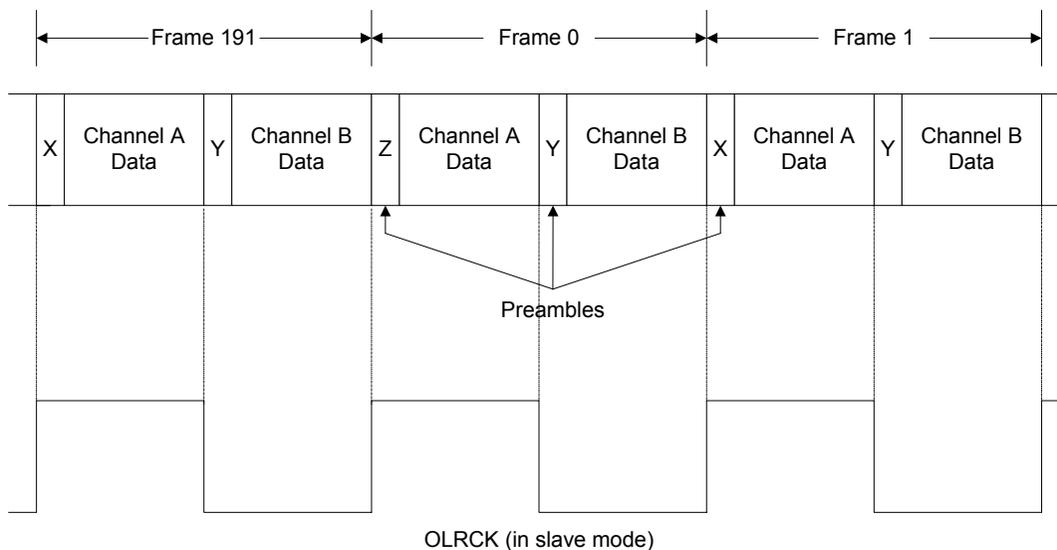 Frame 191 Frame 0 Frame 1
X Channel A Data Y Channel B Data Z Channel A Data Y Channel B Data X Channel A Data Y Channel B Data
Preambles
OLRCK (in slave mode)